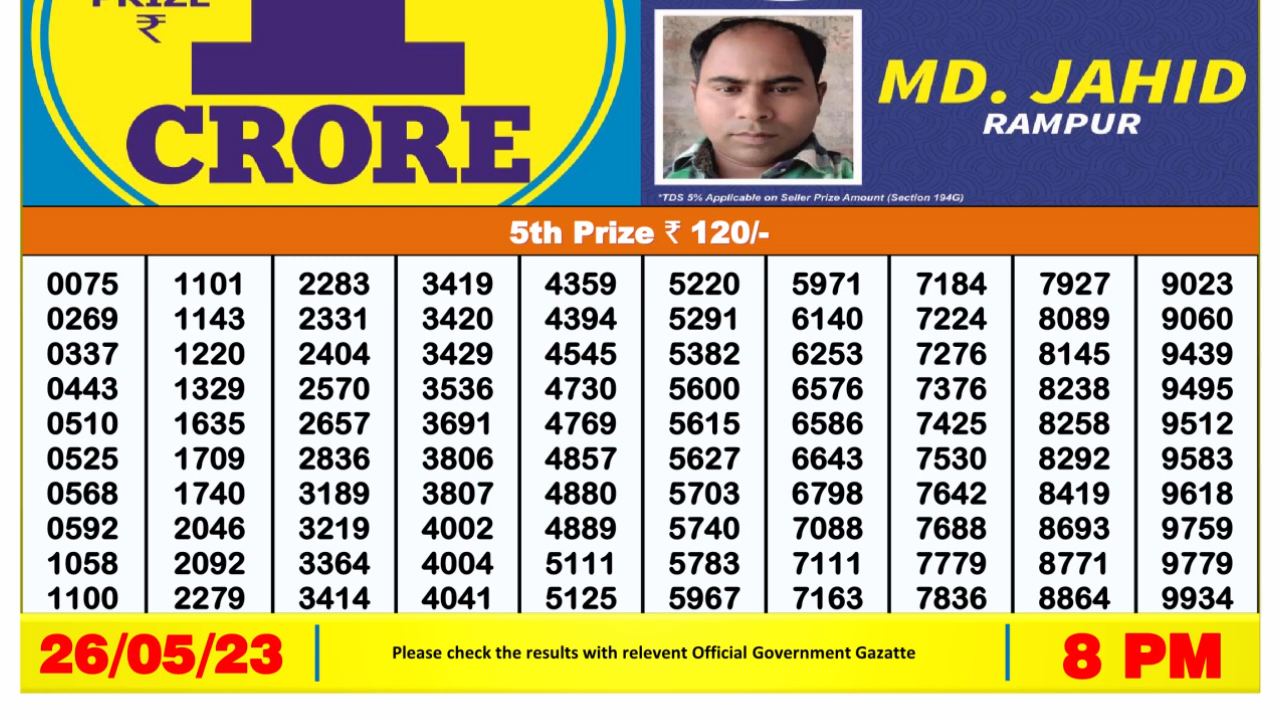 PRIZE
₹
1
CRORE
MD. JAHID
RAMPUR
*TDS 5% Applicable on Seller Prize Amount (Section 194G)
5th Prize ₹ 120/-
0075 1101 2283 3419 4359 5220 5971 7184 7927 9023
0269 1143 2331 3420 4394 5291 6140 7224 8089 9060
0337 1220 2404 3429 4545 5382 6253 7276 8145 9439
0443 1329 2570 3536 4730 5600 6576 7376 8238 9495
0510 1635 2657 3691 4769 5615 6586 7425 8258 9512
0525 1709 2836 3806 4857 5627 6643 7530 8292 9583
0568 1740 3189 3807 4880 5703 6798 7642 8419 9618
0592 2046 3219 4002 4889 5740 7088 7688 8693 9759
1058 2092 3364 4004 5111 5783 7111 7779 8771 9779
1100 2279 3414 4041 5125 5967 7163 7836 8864 9934
26/05/23
Please check the results with relevent Official Government Gazatte
8 PM